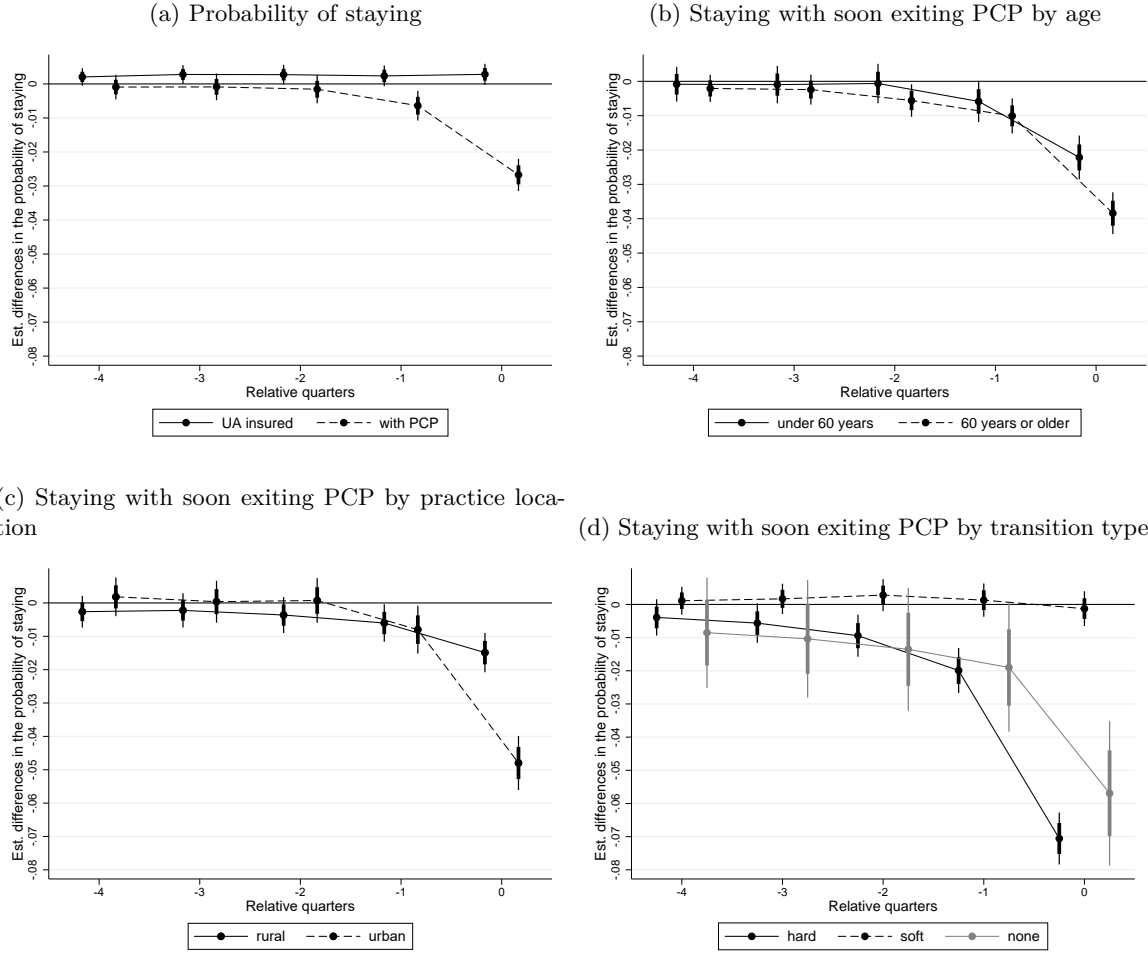 (a) Probability of staying
Est. differences in the probability of staying
0
-.01
-.02
-.03
-.04
-.05
-.06
-.07
-.08
-4 -3 -2 -1 0
Relative quarters
UA insured with PCP
(b) Staying with soon exiting PCP by age
Est. differences in the probability of staying
0
-.01
-.02
-.03
-.04
-.05
-.06
-.07
-.08
-4 -3 -2 -1 0
Relative quarters
under 60 years 60 years or older
(c) Staying with soon exiting PCP by practice loca-
tion
Est. differences in the probability of staying
0
-.01
-.02
-.03
-.04
-.05
-.06
-.07
-.08
-4 -3 -2 -1 0
Relative quarters
rural urban
(d) Staying with soon exiting PCP by transition type
Est. differences in the probability of staying
0
-.01
-.02
-.03
-.04
-.05
-.06
-.07
-.08
-4 -3 -2 -1 0
Relative quarters
hard soft none